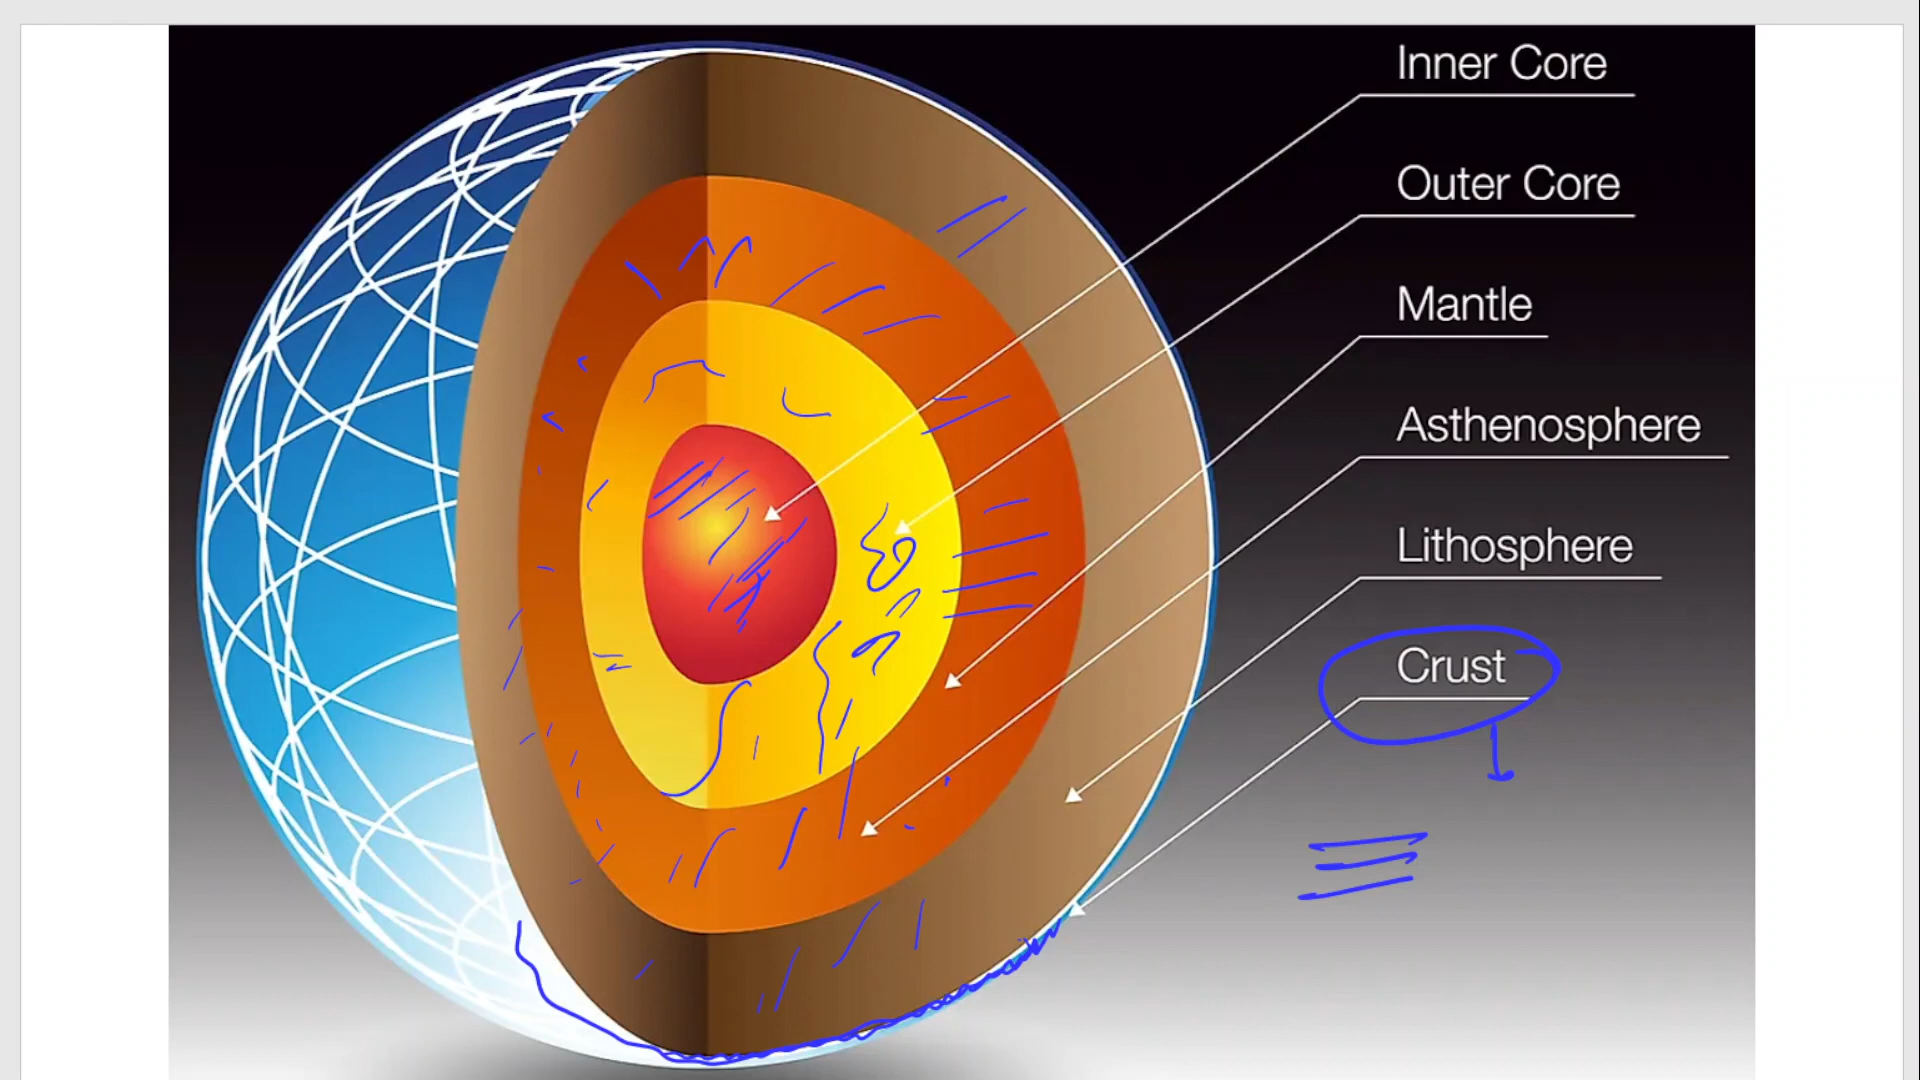 Inner Core
Outer Core
Mantle
Asthenosphere
Lithosphere
Crust